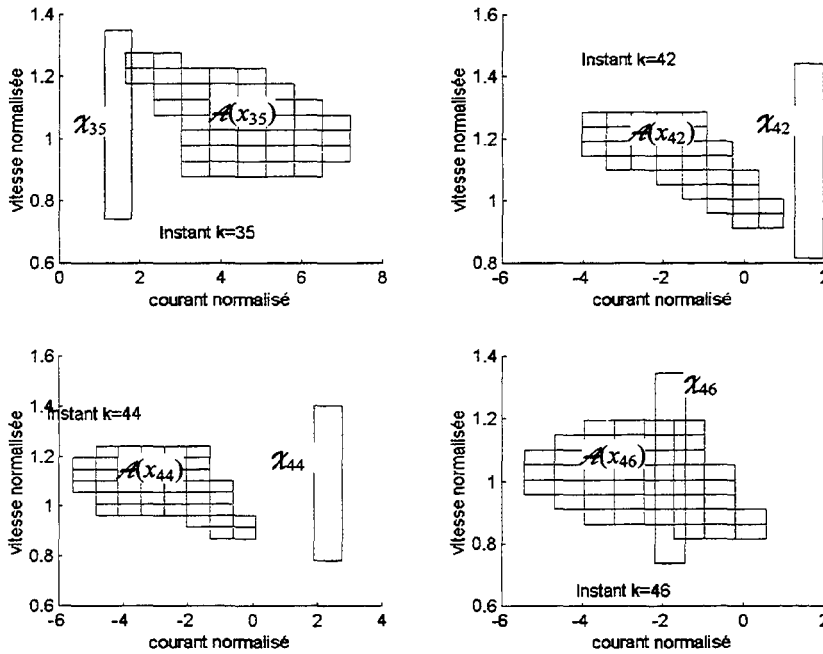 1.4
1.2
1
0.8
0.6
vitesse normalisée
𝒳35
𝒜(x35)
Instant k=35
0 2 4 6 8
courant normalisé
1.6
1.4
1.2
1
0.8
vitesse normalisée
Instant k=42
𝒜(x42)
𝒳42
-6 -4 -2 0 2
courant normalisé
1.6
1.4
1.2
1
0.8
0.6
vitesse normalisée
Instant k=44
𝒜(x44)
𝒳44
-6 -4 -2 0 2 4
courant normalisé
1.4
1.2
1
0.8
0.6
vitesse normalisée
𝒳46
𝒜(x46)
Instant k=46
-6 -4 -2 0 2
courant normalisé